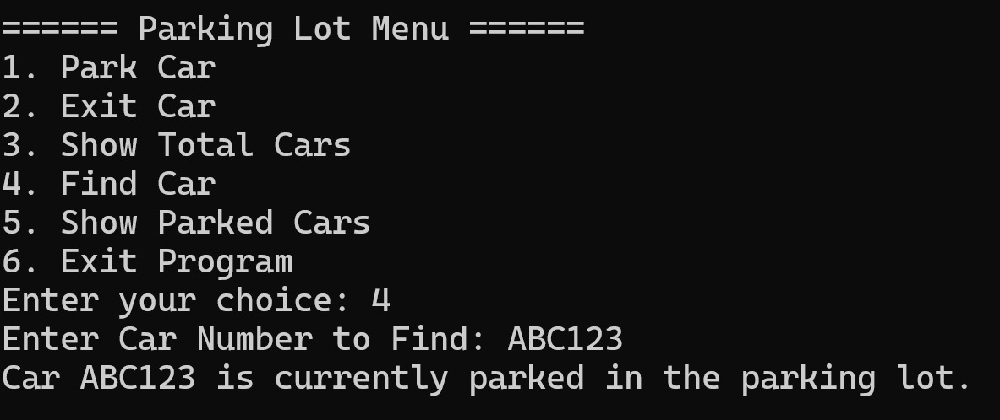 ====== Parking Lot Menu ======
1. Park Car
2. Exit Car
3. Show Total Cars
4. Find Car
5. Show Parked Cars
6. Exit Program
Enter your choice: 4
Enter Car Number to Find: ABC123
Car ABC123 is currently parked in the parking lot.